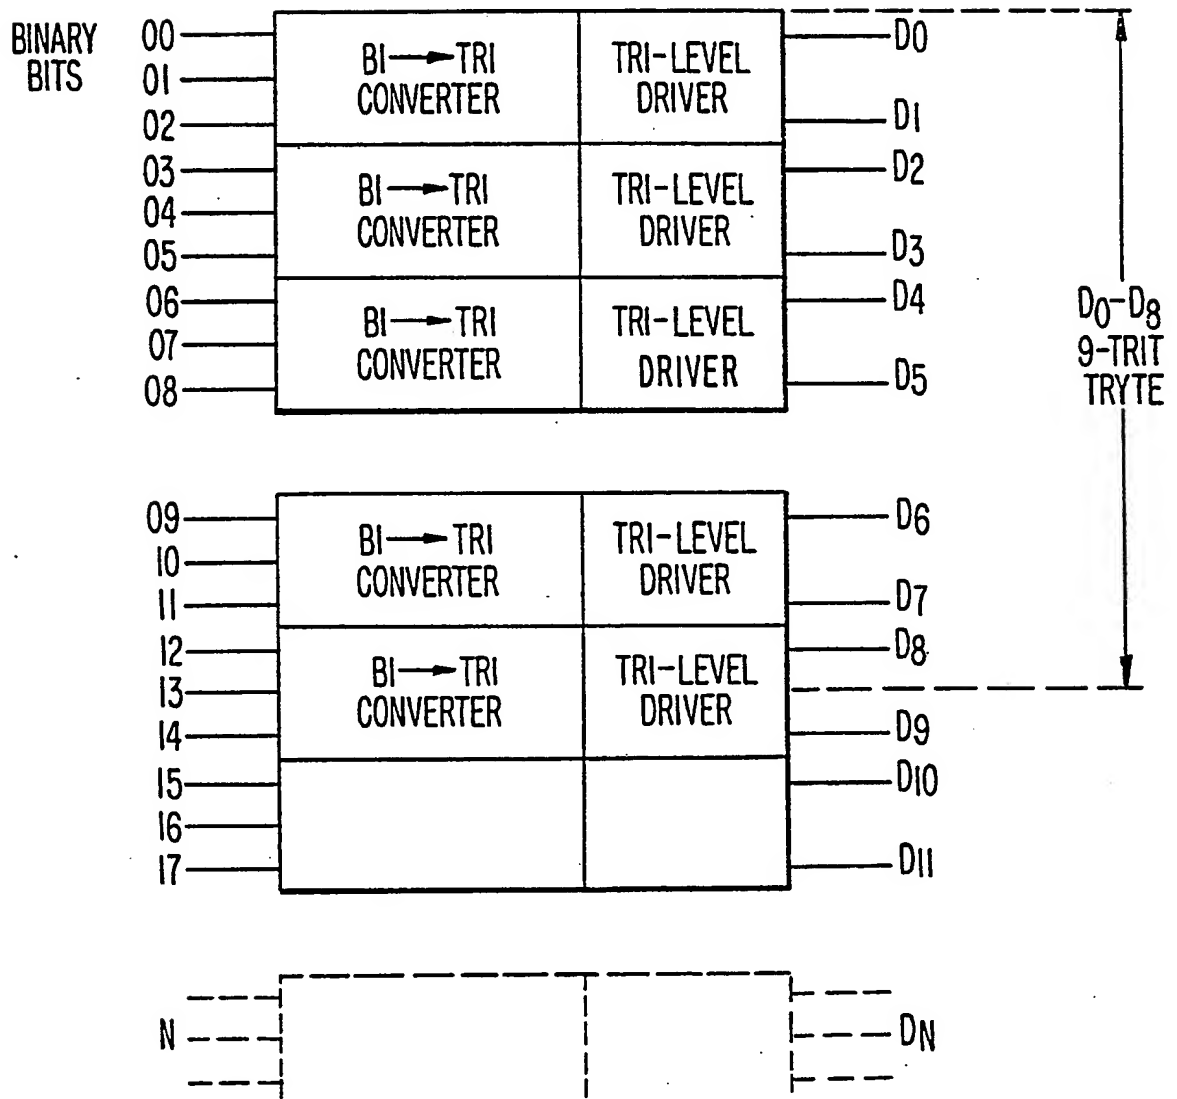 BINARY
BITS
00
01
02
BI→TRI
CONVERTER
TRI-LEVEL
DRIVER
D0
D1
03
04
05
BI→TRI
CONVERTER
TRI-LEVEL
DRIVER
D2
D3
06
07
08
BI→TRI
CONVERTER
TRI-LEVEL
DRIVER
D4
D5
D0-D8
9-TRIT
TRYTE
09
10
11
BI→TRI
CONVERTER
TRI-LEVEL
DRIVER
D6
D7
12
13
14
BI→TRI
CONVERTER
TRI-LEVEL
DRIVER
D8
D9
15
16
17
D10
D11
N
DN